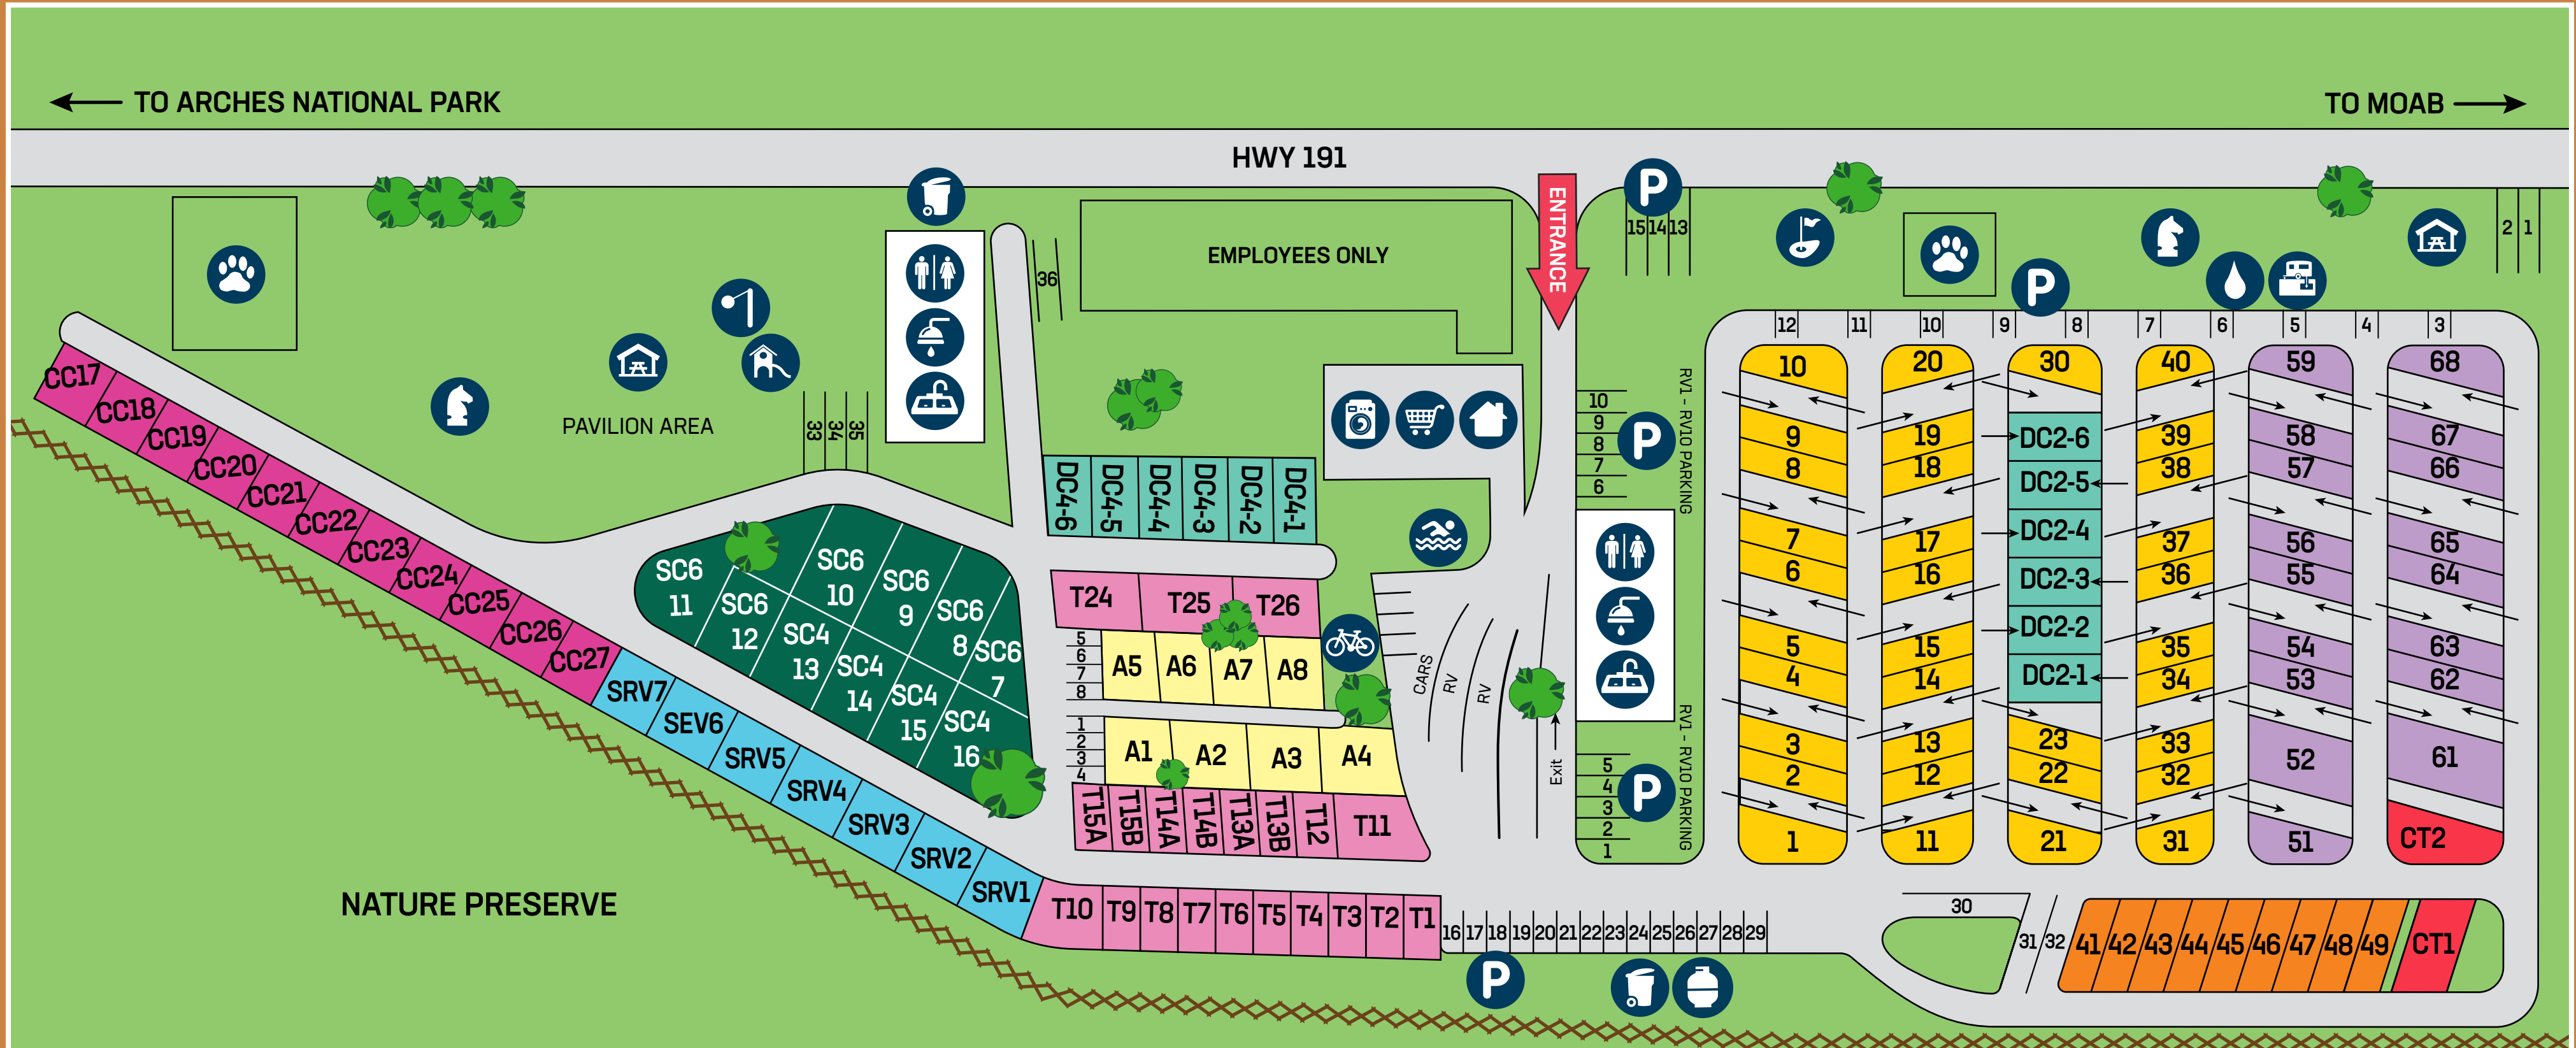 TO ARCHES NATIONAL PARK
TO MOAB
HWY 191
ENTRANCE
P
15 14 13
2 1
EMPLOYEES ONLY
36
P
12 11 10 9 8 7 6 5 4 3
PAVILION AREA
33 34 35
CC17
CC18
CC19
CC20
CC21
CC22
CC23
CC24
CC25
CC26
CC27
SRV7
SEV6
SRV5
SRV4
SRV3
SRV2
SRV1
SC6 11
SC6 12
SC6 10
SC6 9
SC6 8
SC6 7
SC4 13
SC4 14
SC4 15
SC4 16
DC4-6 DC4-5 DC4-4 DC4-3 DC4-2 DC4-1
T24 T25 T26
5
6
7
8
A5 A6 A7 A8
1
2
3
4
A1 A2 A3 A4
T15A T15B T14A T14B T13A T13B T12 T11
T10 T9 T8 T7 T6 T5 T4 T3 T2 T1
CARS
RV
RV
Exit
10
9
8
7
6
P
RV1 - RV10 PARKING
5
4
3
2
1
P
RV1 - RV10 PARKING
10
9
8
7
6
5
4
3
2
1
20
19
18
17
16
15
14
13
12
11
30
DC2-6
DC2-5
DC2-4
DC2-3
DC2-2
DC2-1
23
22
21
40
39
38
37
36
35
34
33
32
31
59
58
57
56
55
54
53
52
51
68
67
66
65
64
63
62
61
CT2
NATURE PRESERVE
16 17 18 19 20 21 22 23 24 25 26 27 28 29
P
30
31 32
41 42 43 44 45 46 47 48 49
CT1